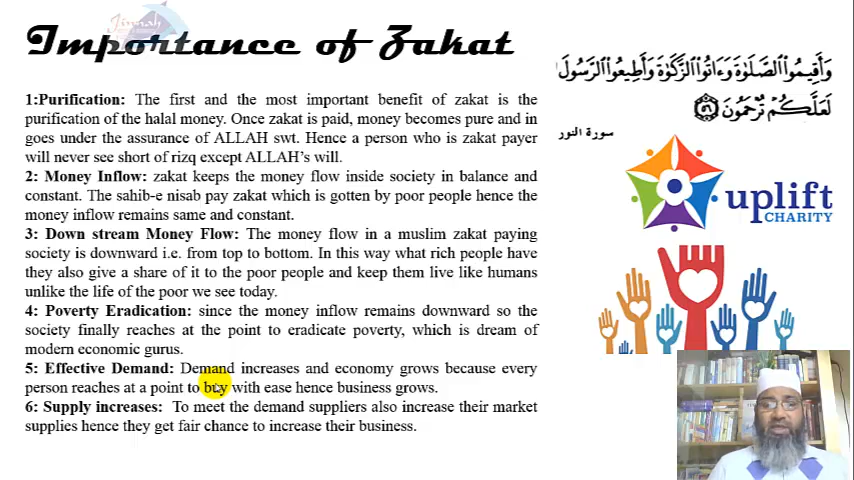 Jinnah
Importance of Zakat
1:Purification: The first and the most important benefit of zakat is the
purification of the halal money. Once zakat is paid, money becomes pure and in
goes under the assurance of ALLAH swt. Hence a person who is zakat payer
will never see short of rizq except ALLAH's will.
2: Money Inflow: zakat keeps the money flow inside society in balance and
constant. The sahib-e nisab pay zakat which is gotten by poor people hence the
money inflow remains same and constant.
3: Down stream Money Flow: The money flow in a muslim zakat paying
society is downward i.e. from top to bottom. In this way what rich people have
they also give a share of it to the poor people and keep them live like humans
unlike the life of the poor we see today.
4: Poverty Eradication: since the money inflow remains downward so the
society finally reaches at the point to eradicate poverty, which is dream of
modern economic gurus.
5: Effective Demand: Demand increases and economy grows because every
person reaches at a point to buy with ease hence business grows.
6: Supply increases: To meet the demand suppliers also increase their market
supplies hence they get fair chance to increase their business.
وَأَقِيمُوا۟ ٱلصَّلَوٰةَ وَءَاتُوا۟ ٱلزَّكَوٰةَ وَأَطِيعُوا۟ ٱلرَّسُولَ
لَعَلَّكُمْ تُرْحَمُونَ ٥٦
سورة النور
uplift
CHARITY